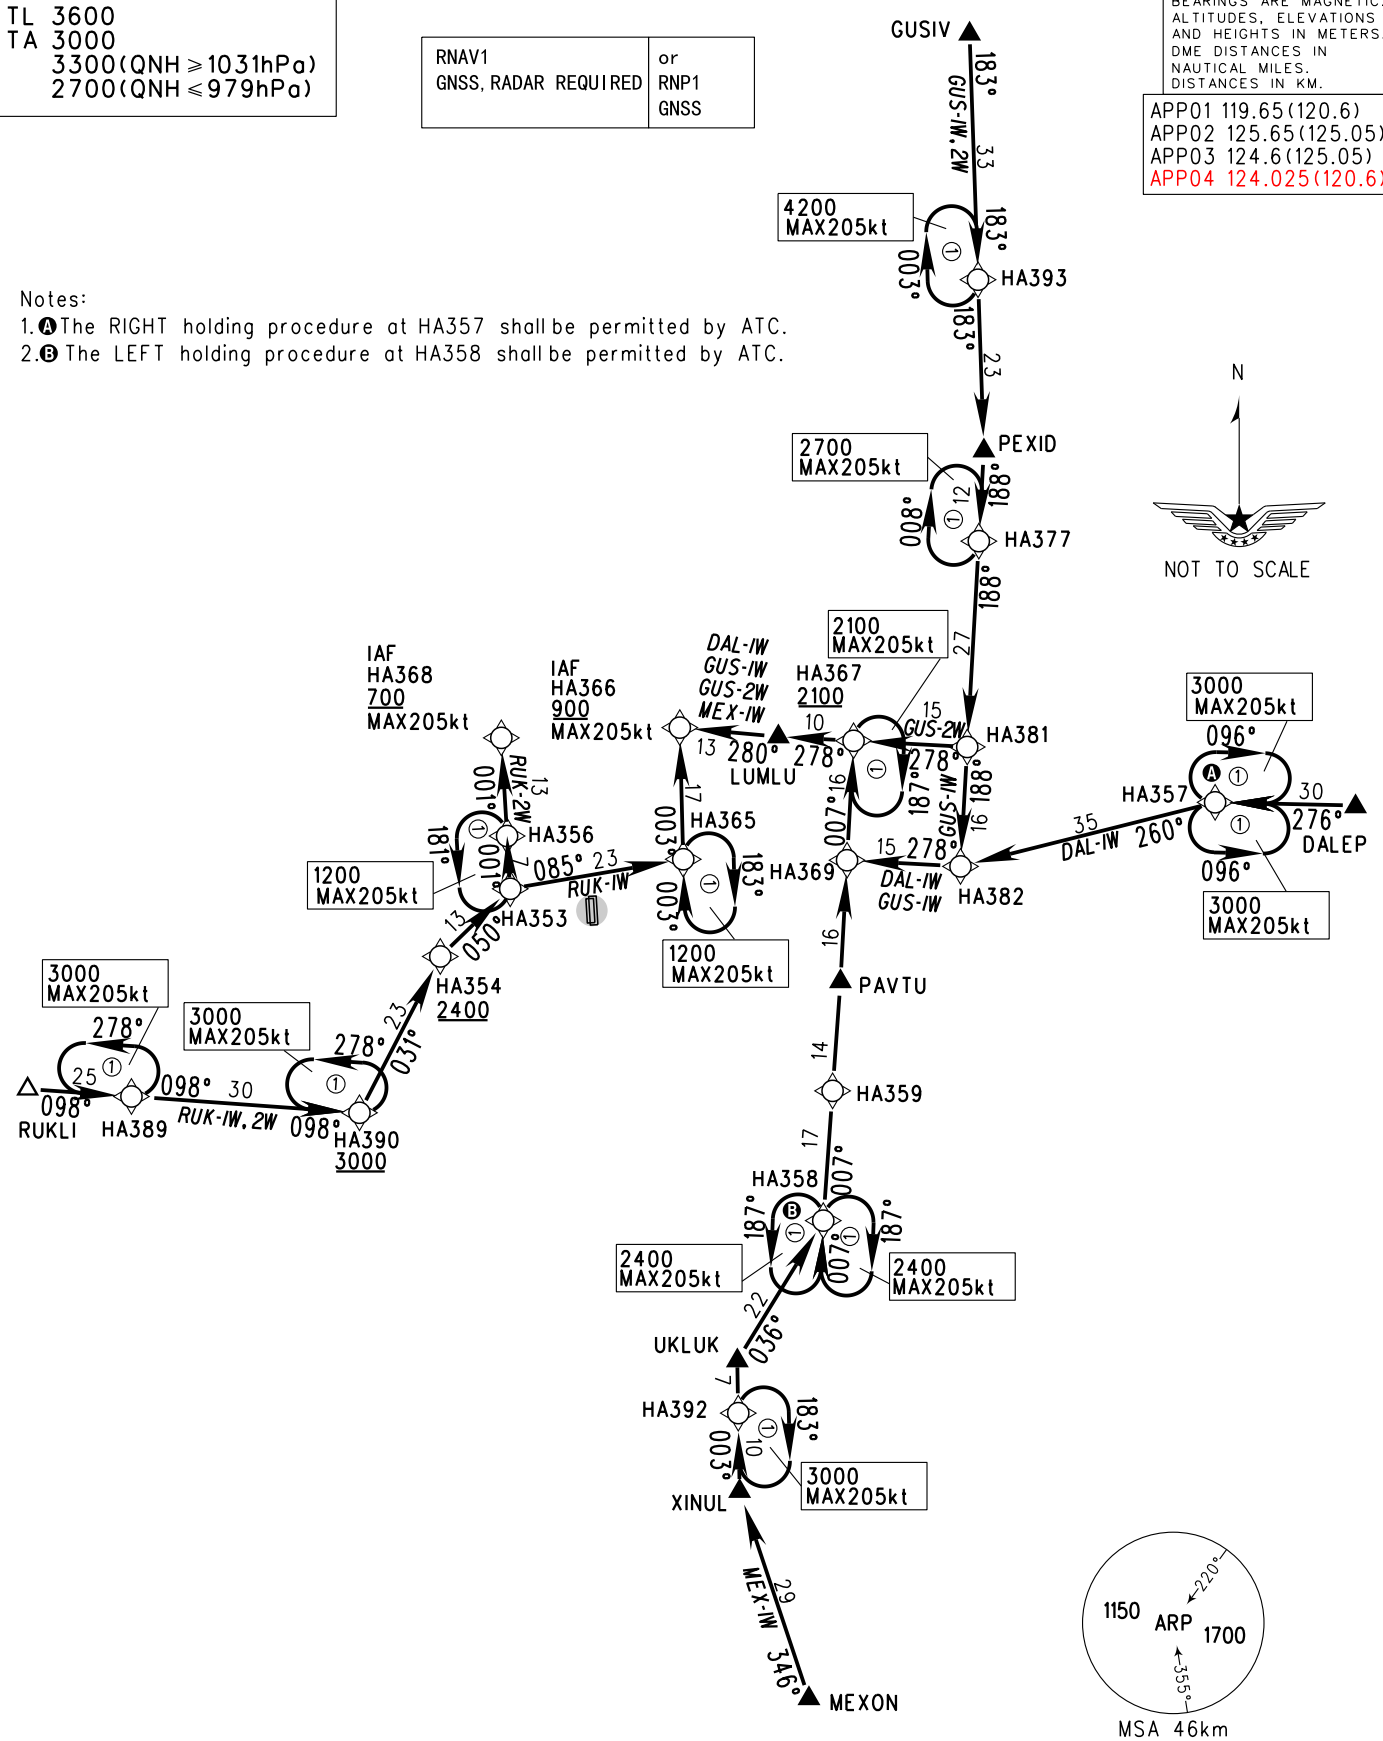 TL 3600
TA 3000
3300(QNH ≥ 1031hPa)
2700(QNH ≤ 979hPa)
RNAV1
GNSS, RADAR REQUIRED
or
RNP1
GNSS
BEARINGS ARE MAGNETIC.
ALTITUDES, ELEVATIONS
AND HEIGHTS IN METERS.
DME DISTANCES IN
NAUTICAL MILES.
DISTANCES IN KM.
APP01 119.65(120.6)
APP02 125.65(125.05)
APP03 124.6(125.05)
APP04 124.025(120.6)
Notes:
1. A The RIGHT holding procedure at HA357 shall be permitted by ATC.
2. B The LEFT holding procedure at HA358 shall be permitted by ATC.
GUSIV
183°
GUS-1W, 2W
33
4200
MAX205kt
183°
003°
1
HA393
183°
23
N
NOT TO SCALE
PEXID
2700
MAX205kt
188°
12
008°
1
HA377
188°
27
2100
MAX205kt
IAF
HA368
700
MAX205kt
IAF
HA366
900
MAX205kt
DAL-1W
GUS-1W
GUS-2W
MEX-1W
HA367
2100
15
GUS-2W
278°
HA381
10
278°
LUMLU
13
280°
1
187°
188°
GUS-1W
16
3000
MAX205kt
096°
A
1
HA357
1
096°
30
276°
DALEP
3000
MAX205kt
35
DAL-1W
260°
13
RUK-2W
001°
HA356
1
181°
001°
7
1200
MAX205kt
HA353
085°
23
RUK-1W
17
003°
HA365
1
183°
003°
1200
MAX205kt
16
007°
HA369
15
278°
DAL-1W
GUS-1W
HA382
13
050°
HA354
2400
16
PAVTU
3000
MAX205kt
278°
1
25
098°
RUKLI
HA389
3000
MAX205kt
278°
1
098°
30
RUK-1W, 2W
098°
HA390
3000
23
031°
14
HA359
17
007°
HA358
B
1
187°
1
187°
007°
2400
MAX205kt
2400
MAX205kt
22
036°
UKLUK
7
HA392
183°
1
003°
10
3000
MAX205kt
XINUL
29
MEX-1W
346°
MEXON
220°
1150
ARP
1700
355°
MSA 46km